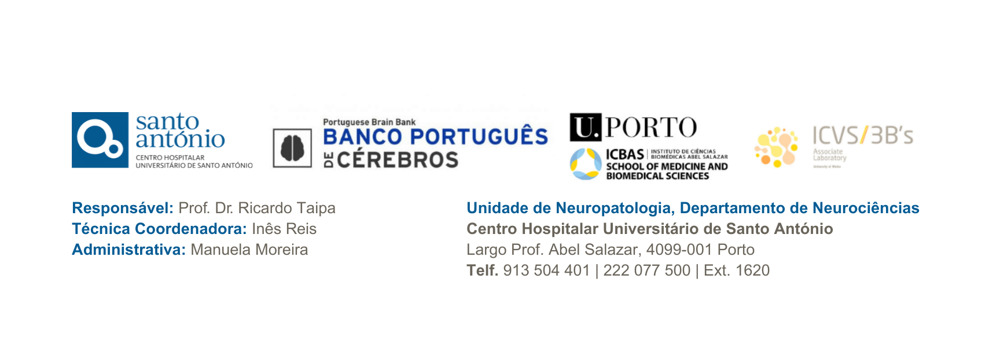 santo
antónio
CENTRO HOSPITALAR
UNIVERSITÁRIO DE SANTO ANTÓNIO
Portuguese Brain Bank
BANCO PORTUGUÊS
DE CÉREBROS
U. PORTO
ICBAS INSTITUTO DE CIÊNCIAS
BIOMÉDICAS ABEL SALAZAR
SCHOOL OF MEDICINE AND
BIOMEDICAL SCIENCES
ICVS/3B's
Associate
Laboratory
University of Minho
Responsável: Prof. Dr. Ricardo Taipa
Técnica Coordenadora: Inês Reis
Administrativa: Manuela Moreira
Unidade de Neuropatologia, Departamento de Neurociências
Centro Hospitalar Universitário de Santo António
Largo Prof. Abel Salazar, 4099-001 Porto
Telf. 913 504 401 | 222 077 500 | Ext. 1620